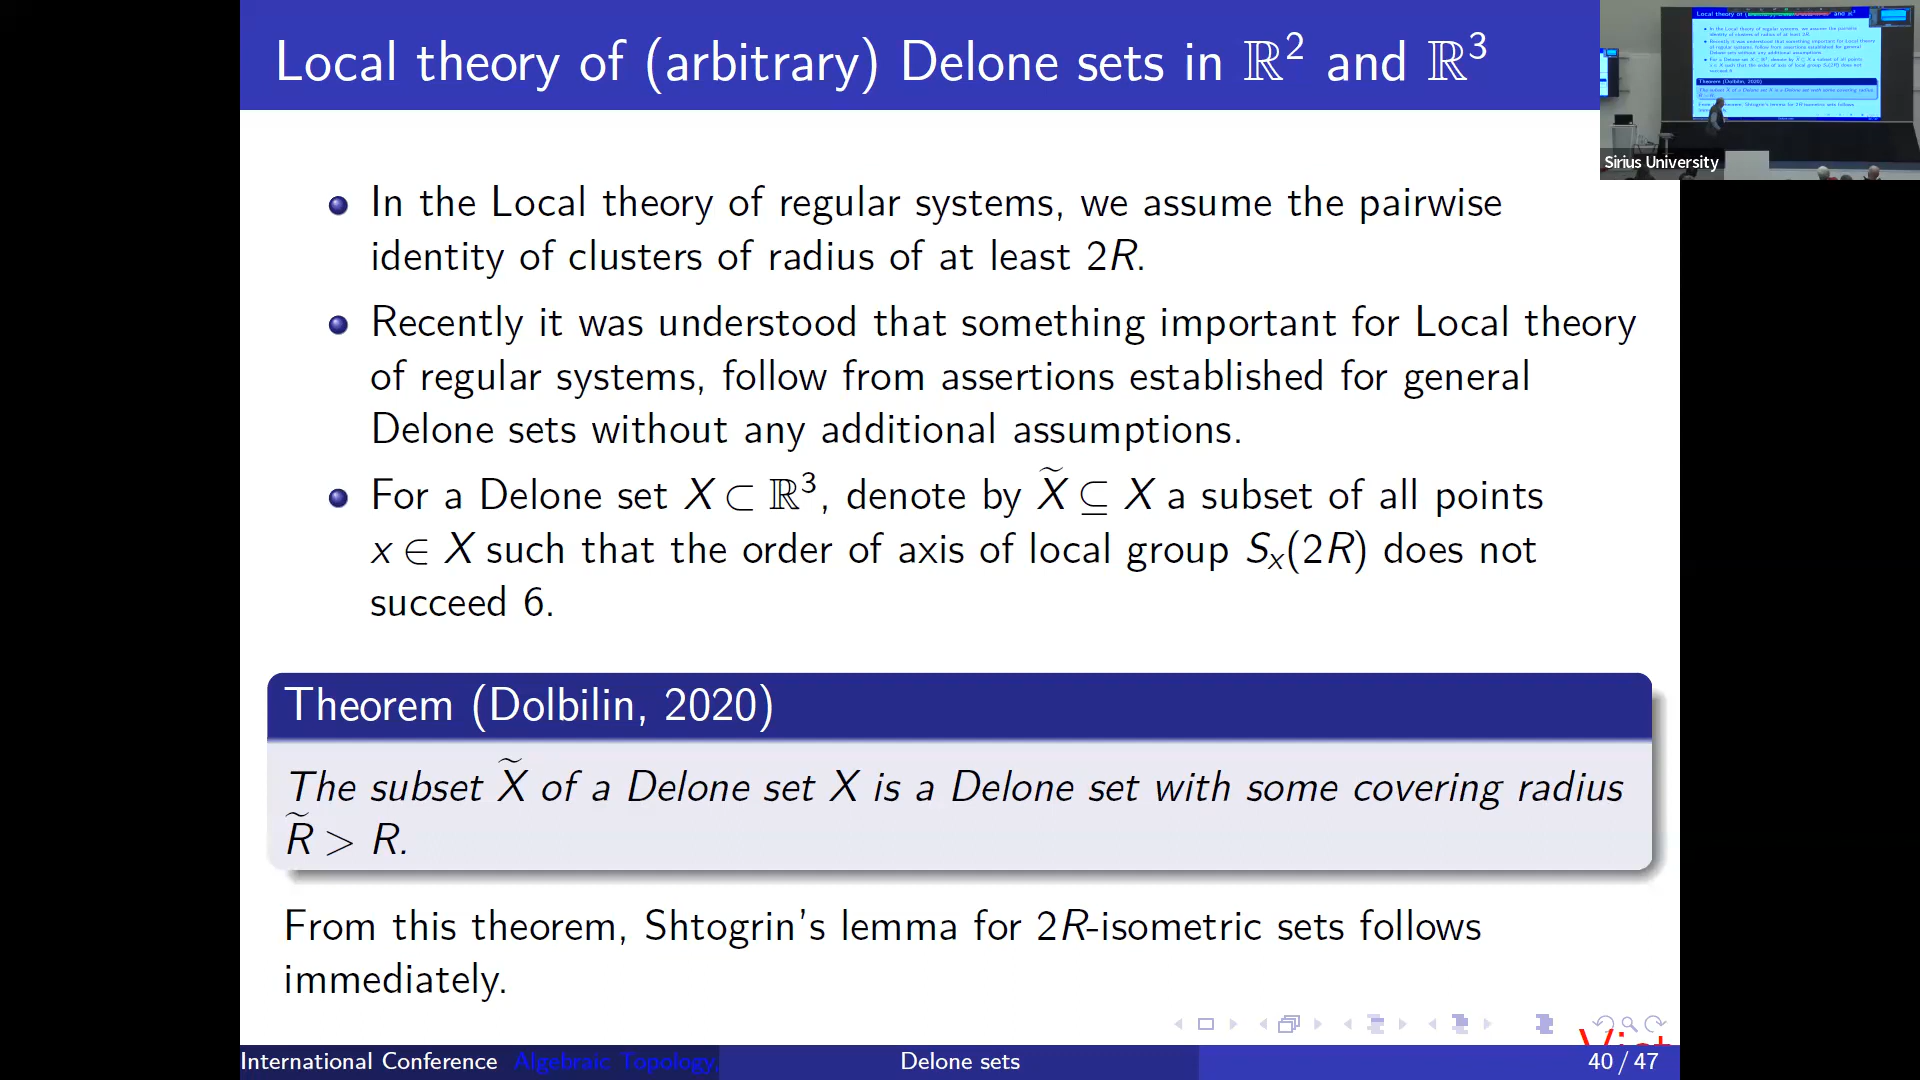 Local theory of (arbitrary) Delone sets in ℝ² and ℝ³
Sirius University
In the Local theory of regular systems, we assume the pairwise
identity of clusters of radius of at least 2R.
Recently it was understood that something important for Local theory
of regular systems, follow from assertions established for general
Delone sets without any additional assumptions.
For a Delone set X ⊂ ℝ³, denote by X̃ ⊆ X a subset of all points
x ∈ X such that the order of axis of local group Sₓ(2R) does not
succeed 6.
Theorem (Dolbilin, 2020)
The subset X̃ of a Delone set X is a Delone set with some covering radius
R̃ > R.
From this theorem, Shtogrin's lemma for 2R-isometric sets follows
immediately.
International Conference Algebraic Topology, Delone sets 40 / 47